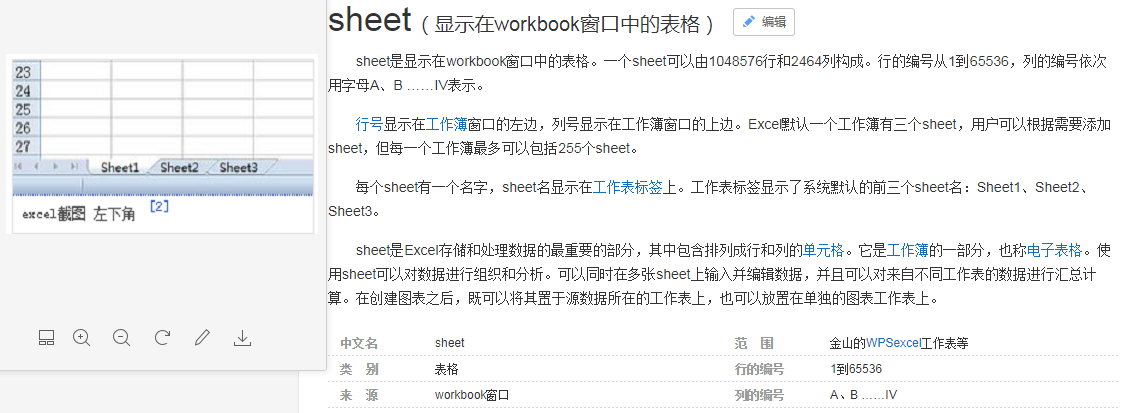 23
24
25
26
27
Sheet1 Sheet2 Sheet3
excel截图 左下角 [2]
sheet（显示在workbook窗口中的表格） 编辑
sheet是显示在workbook窗口中的表格。一个sheet可以由1048576行和2464列构成。行的编号从1到65536，列的编号依次
用字母A、B ……IV表示。
行号显示在工作簿窗口的左边，列号显示在工作簿窗口的上边。Excel默认一个工作簿有三个sheet，用户可以根据需要添加
sheet，但每一个工作簿最多可以包括255个sheet。
每个sheet有一个名字，sheet名显示在工作表标签上。工作表标签显示了系统默认的前三个sheet名：Sheet1、Sheet2、
Sheet3。
sheet是Excel存储和处理数据的最重要的部分，其中包含排列成行和列的单元格。它是工作簿的一部分，也称电子表格。使
用sheet可以对数据进行组织和分析。可以同时在多张sheet上输入并编辑数据，并且可以对来自不同工作表的数据进行汇总计
算。在创建图表之后，既可以将其置于源数据所在的工作表上，也可以放置在单独的图表工作表上。
中文名 sheet 范 围 金山的WPSexcel工作表等
类 别 表格 行的编号 1到65536
来 源 workbook窗口 列的编号 A、B ……IV